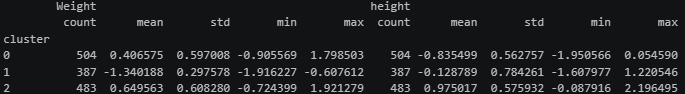 Weight height
count mean std min max count mean std min max
cluster
0 504 0.406575 0.597008 -0.905569 1.798503 504 -0.835499 0.562757 -1.950566 0.054590
1 387 -1.340188 0.297578 -1.916227 -0.607612 387 -0.128789 0.784261 -1.607977 1.220546
2 483 0.649563 0.608280 -0.724399 1.921279 483 0.975017 0.575932 -0.087916 2.196495